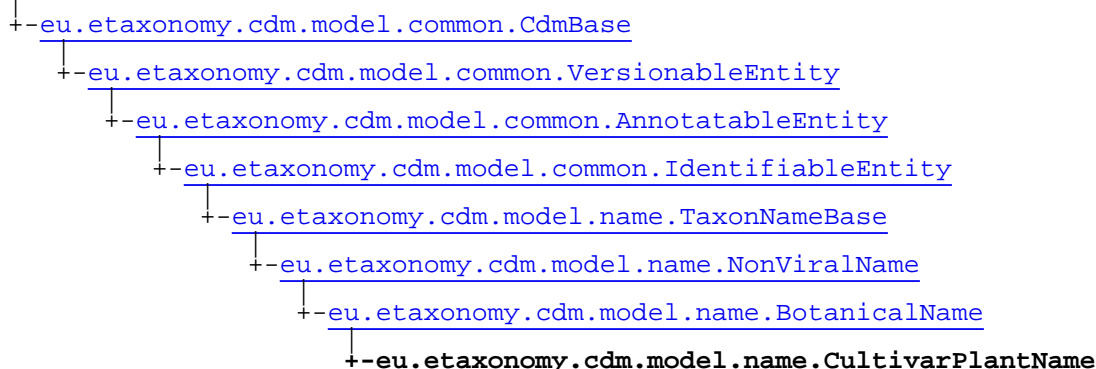 +-eu.etaxonomy.cdm.model.common.CdmBase
+-eu.etaxonomy.cdm.model.common.VersionableEntity
+-eu.etaxonomy.cdm.model.common.AnnotatableEntity
+-eu.etaxonomy.cdm.model.common.IdentifiableEntity
+-eu.etaxonomy.cdm.model.name.TaxonNameBase
+-eu.etaxonomy.cdm.model.name.NonViralName
+-eu.etaxonomy.cdm.model.name.BotanicalName
+-eu.etaxonomy.cdm.model.name.CultivarPlantName